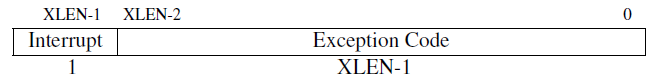 XLEN-1 XLEN-2 0
Interrupt Exception Code
1 XLEN-1